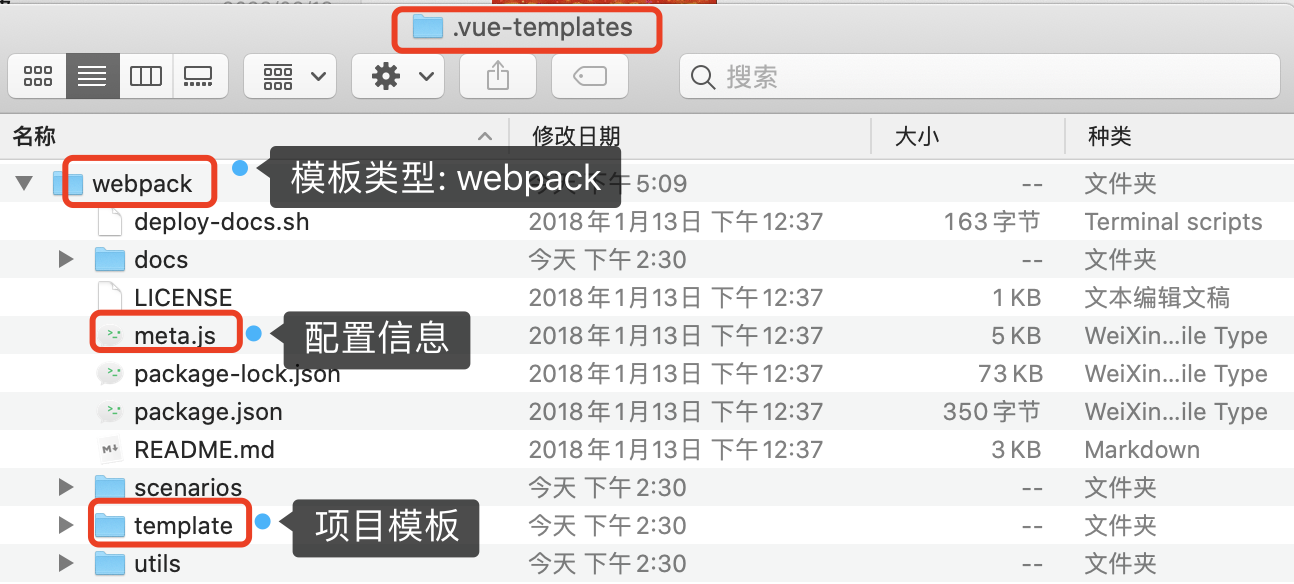 .vue-templates
搜索
名称 修改日期 大小 种类
webpack 模板类型: webpack 午 5:09 -- 文件夹
deploy-docs.sh 2018年1月13日 下午12:37 163 字节 Terminal scripts
docs 今天 下午2:30 -- 文件夹
LICENSE 2018年1月13日 下午12:37 1 KB 文本编辑文稿
meta.js 配置信息 2018年1月13日 下午12:37 5 KB WeiXin...ile Type
package-lock.json 2018年1月13日 下午12:37 73 KB WeiXin...ile Type
package.json 2018年1月13日 下午12:37 350 字节 WeiXin...ile Type
README.md 2018年1月13日 下午12:37 3 KB Markdown
scenarios 今天 下午2:30 -- 文件夹
template 项目模板 今天 下午2:30 -- 文件夹
utils 今天 下午2:30 -- 文件夹